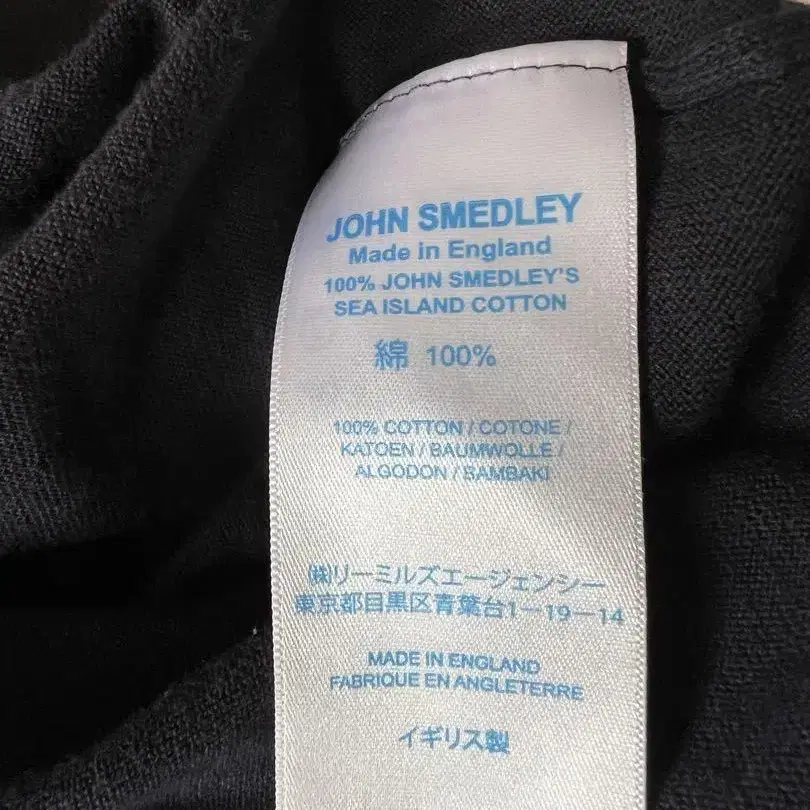 JOHN SMEDLEY
Made in England
100% JOHN SMEDLEY'S
SEA ISLAND COTTON
綿 100%
100% COTTON / COTONE /
KATOEN / BAUMWOLLE /
ALGODON / BAMBAKI
㈱リーミルズエージェンシー
東京都目黒区青葉台1-19-14
MADE IN ENGLAND
FABRIQUE EN ANGLETERRE
イギリス製